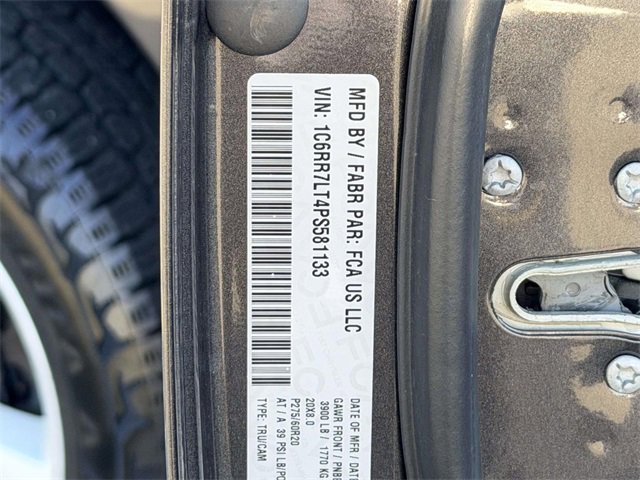 MFD BY / FABR PAR: FCA US LLC
VIN: 1C6RR7LT4PS581133
DATE OF MFR / DATE
GAWR FRONT / PNBE
3900 LB / 1770 KG
20X8.0
P275/60R20
AT / A 39 PSI LB/PO
TYPE: TRU/CAM